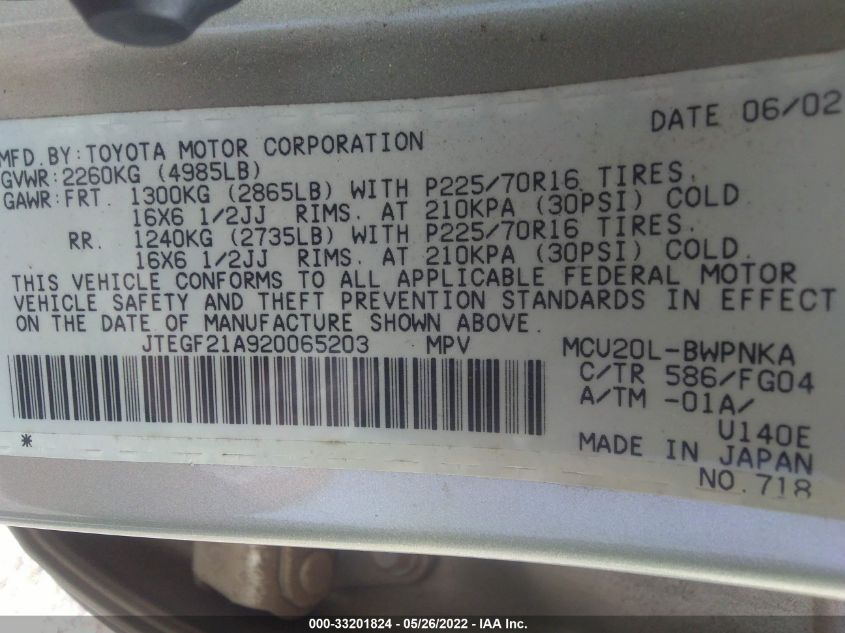 DATE 06/02
MFD.BY:TOYOTA MOTOR CORPORATION
GVWR:2260KG (4985LB)
GAWR:FRT. 1300KG (2865LB) WITH P225/70R16 TIRES.
16X6 1/2JJ RIMS. AT 210KPA (30PSI) COLD
RR. 1240KG (2735LB) WITH P225/70R16 TIRES.
16X6 1/2JJ RIMS. AT 210KPA (30PSI) COLD.
THIS VEHICLE CONFORMS TO ALL APPLICABLE FEDERAL MOTOR
VEHICLE SAFETY AND THEFT PREVENTION STANDARDS IN EFFECT
ON THE DATE OF MANUFACTURE SHOWN ABOVE.
JTEGF21A920065203 MPV MCU20L-BWPNKA
C/TR 586/FG04
A/TM -01A/
U140E
*
MADE IN JAPAN
NO.718
000-33201824 - 05/26/2022 - IAA Inc.